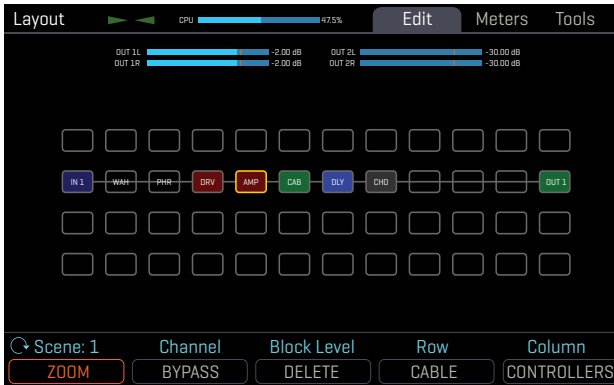 Layout CPU 47.5% Edit Meters Tools
OUT 1L -2.00 dB OUT 2L -30.00 dB
OUT 1R -2.00 dB OUT 2R -30.00 dB
IN 1 WAH PHR DRV AMP CAB DLY CHO OUT 1
Scene: 1 Channel Block Level Row Column
ZOOM BYPASS DELETE CABLE CONTROLLERS